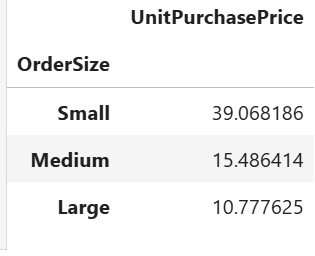 UnitPurchasePrice
OrderSize
Small 39.068186
Medium 15.486414
Large 10.777625